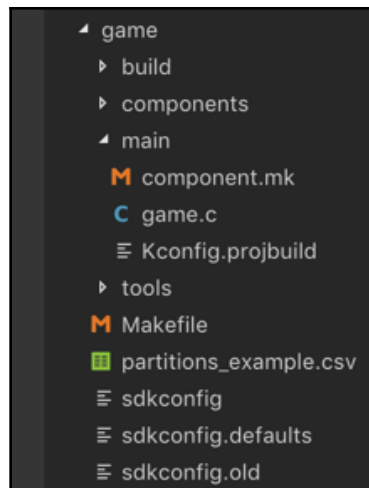 game
build
components
main
component.mk
game.c
Kconfig.projbuild
tools
Makefile
partitions_example.csv
sdkconfig
sdkconfig.defaults
sdkconfig.old